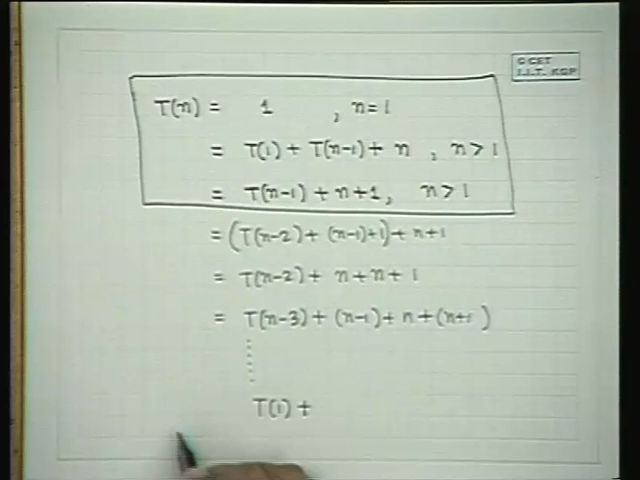 C CET
I.I.T. KGP
T(n) = 1 , n=1
= T(1) + T(n-1) + n , n>1
= T(n-1) + n+1, n>1
= (T(n-2) + (n-1)+1) + n+1
= T(n-2) + n+n+1
= T(n-3) + (n-1) + n + (n+1)
T(1) +